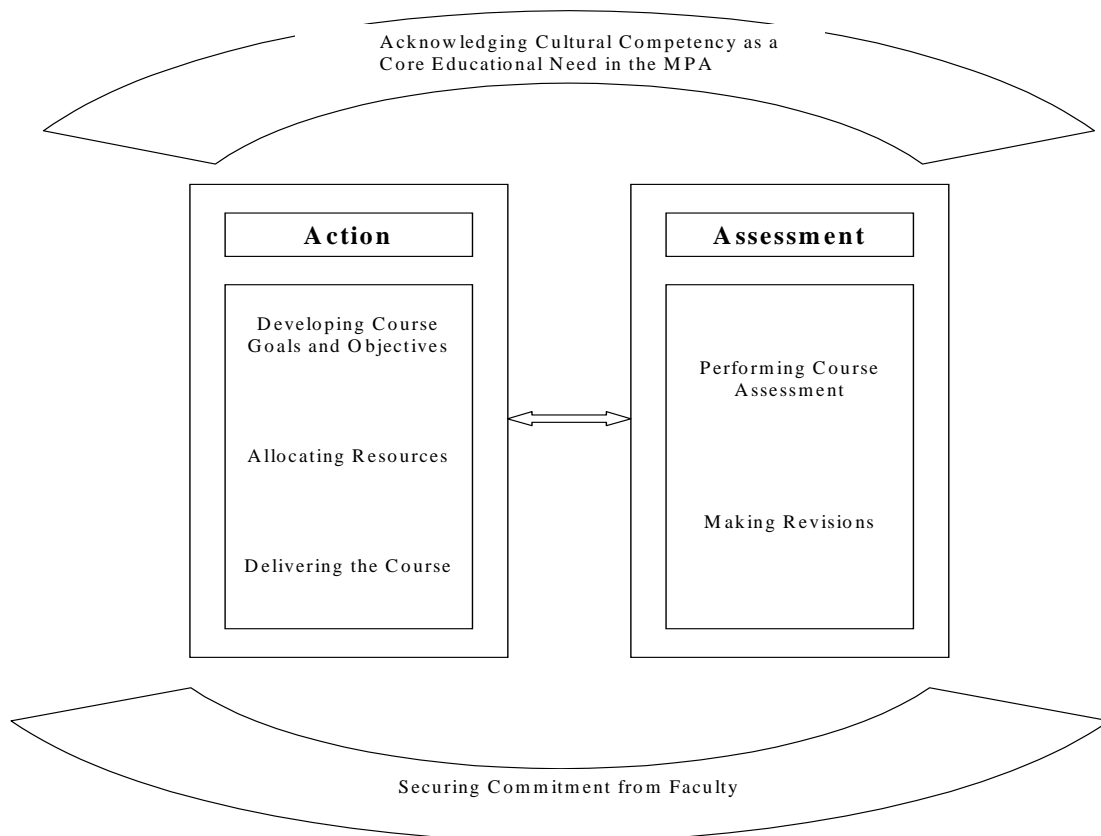 Acknowledging Cultural Competency as a
Core Educational Need in the MPA
Action
Developing Course
Goals and Objectives
Allocating Resources
Delivering the Course
Assessment
Performing Course
Assessment
Making Revisions
Securing Commitment from Faculty